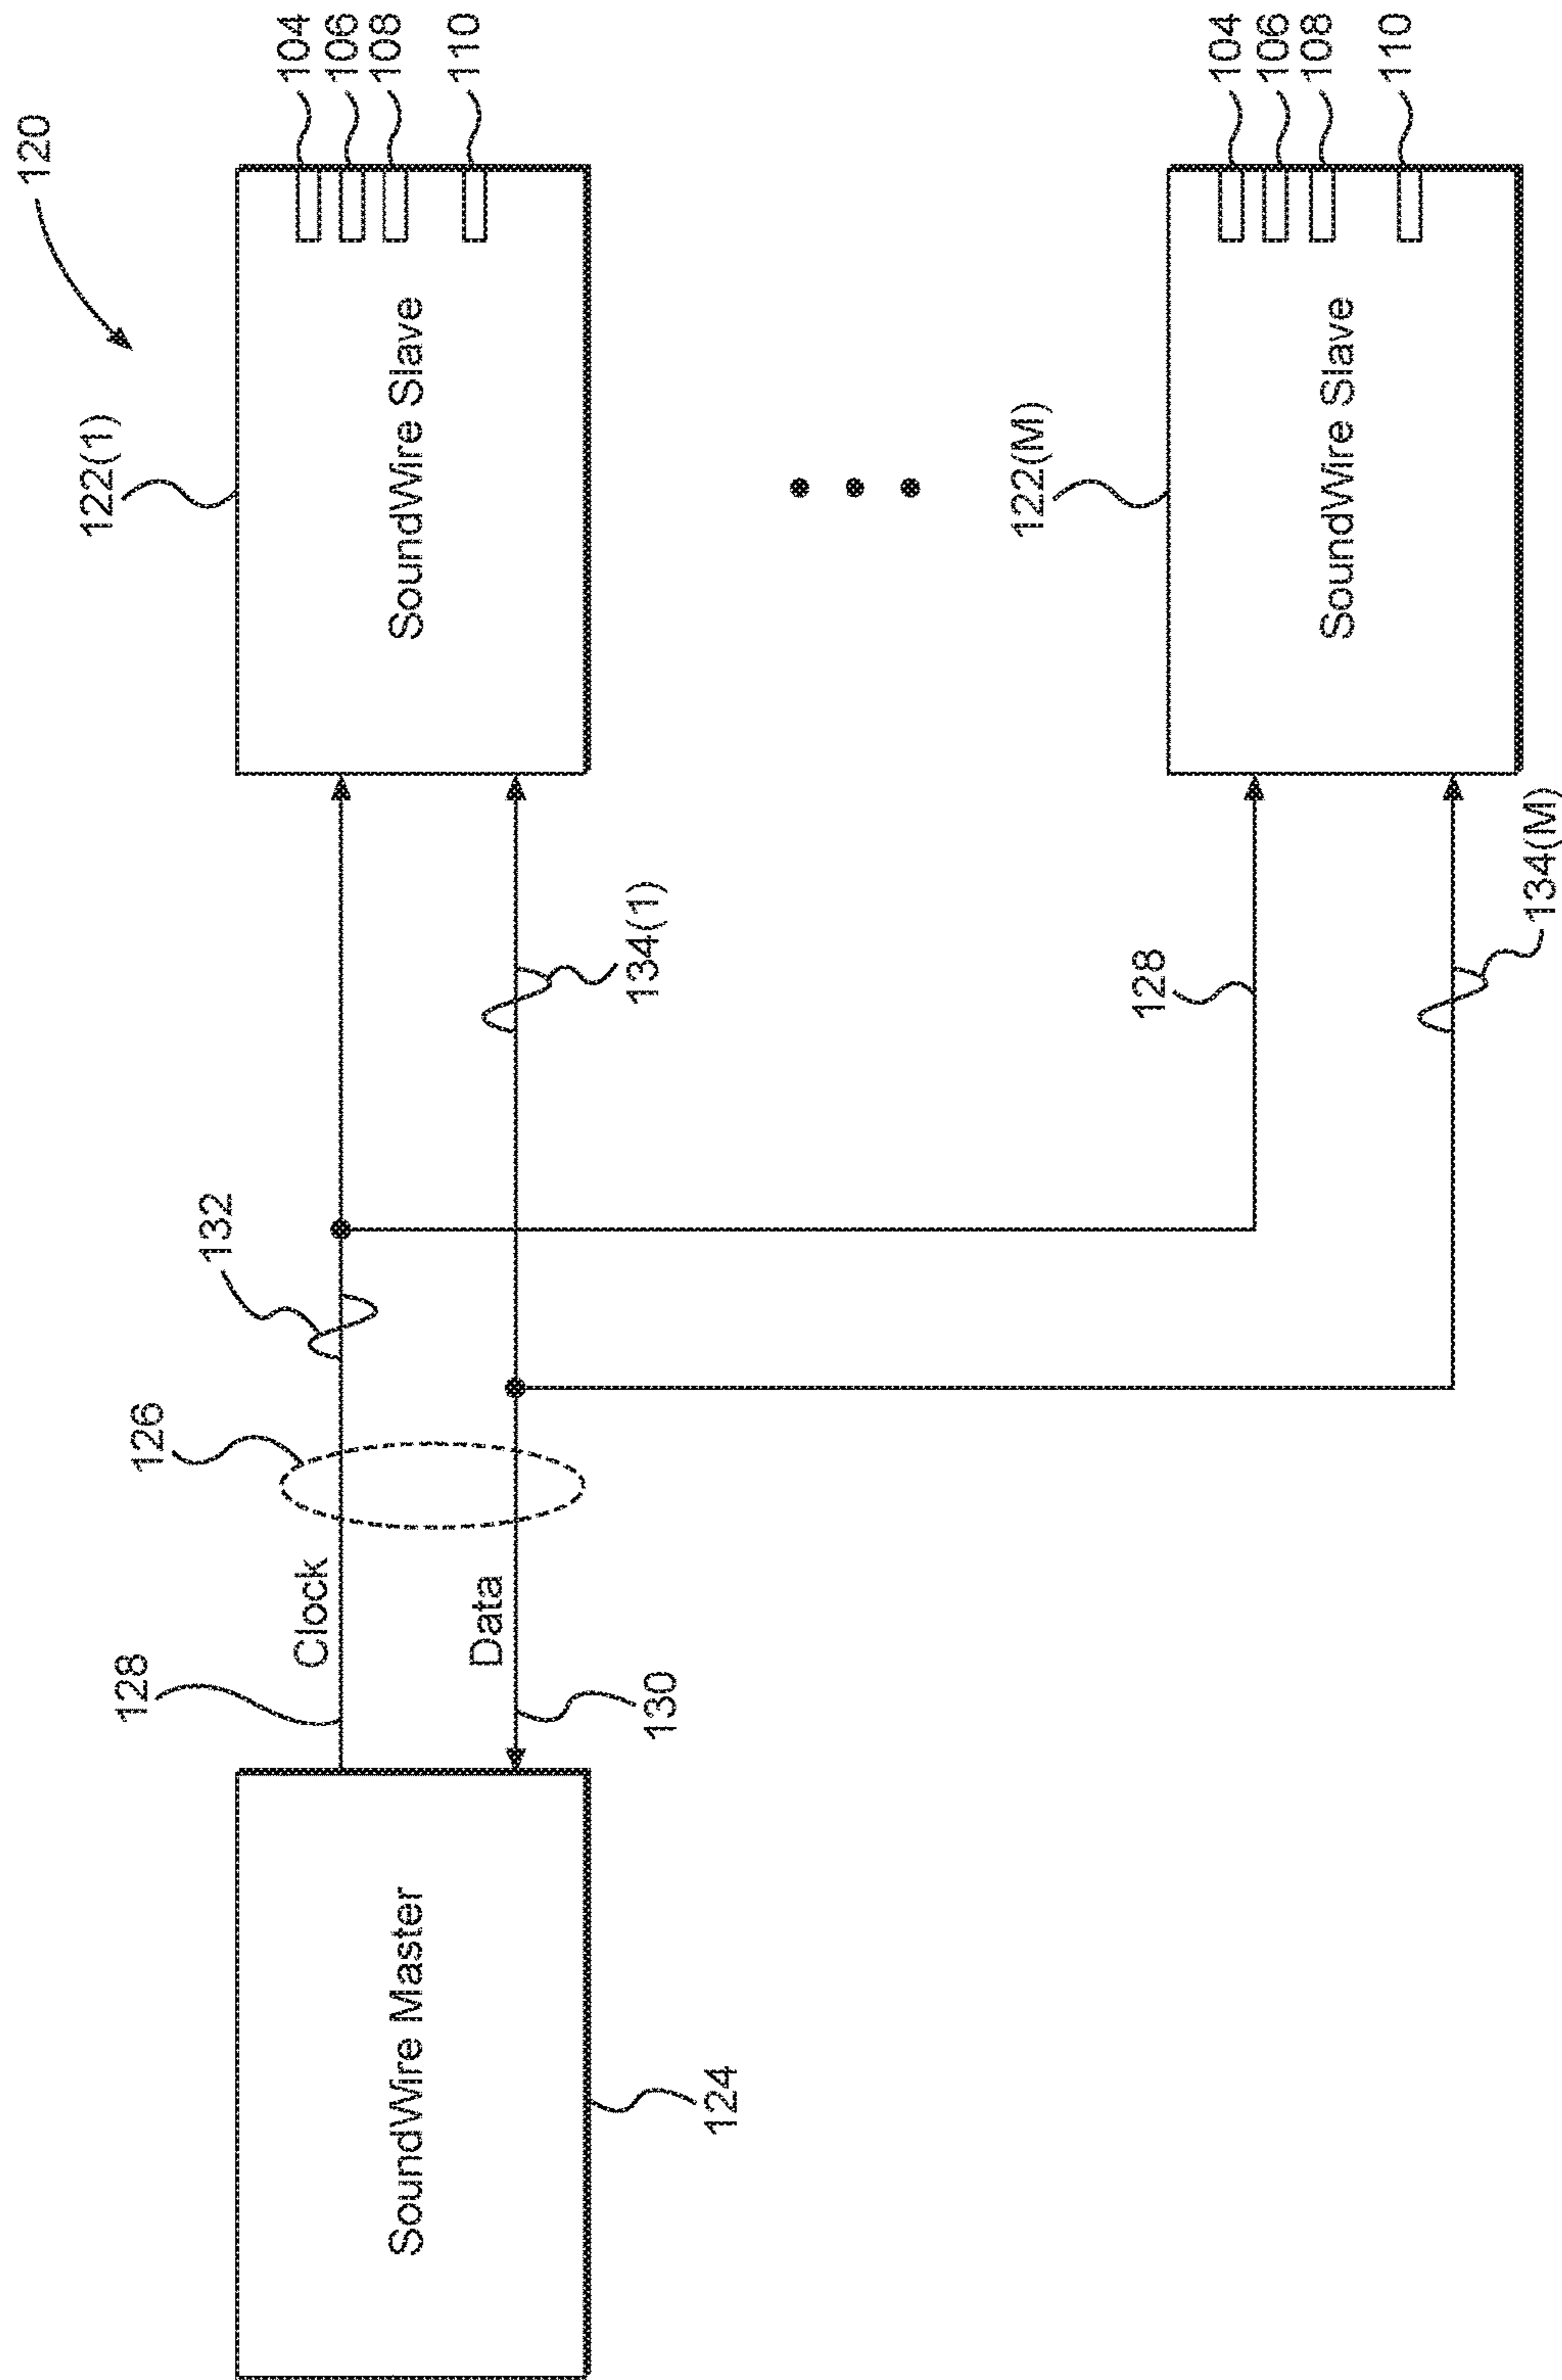 120
122(1)
SoundWire Slave
104
106
108
110
132
126
128
Clock
Data
130
134(1)
SoundWire Master
124
122(M)
SoundWire Slave
104
106
108
110
128
134(M)